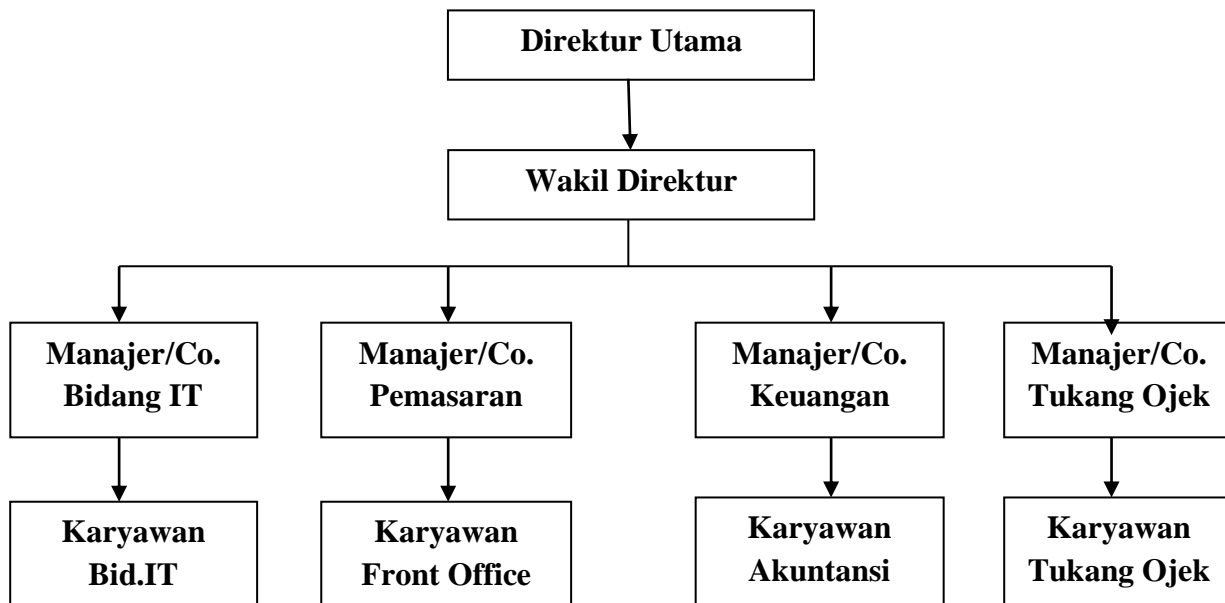 Direktur Utama
Wakil Direktur
Manajer/Co.
Bidang IT
Manajer/Co.
Pemasaran
Manajer/Co.
Keuangan
Manajer/Co.
Tukang Ojek
Karyawan
Bid.IT
Karyawan
Front Office
Karyawan
Akuntansi
Karyawan
Tukang Ojek